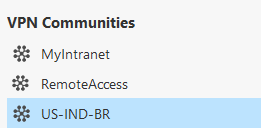 VPN Communities
MyIntranet
RemoteAccess
US-IND-BR